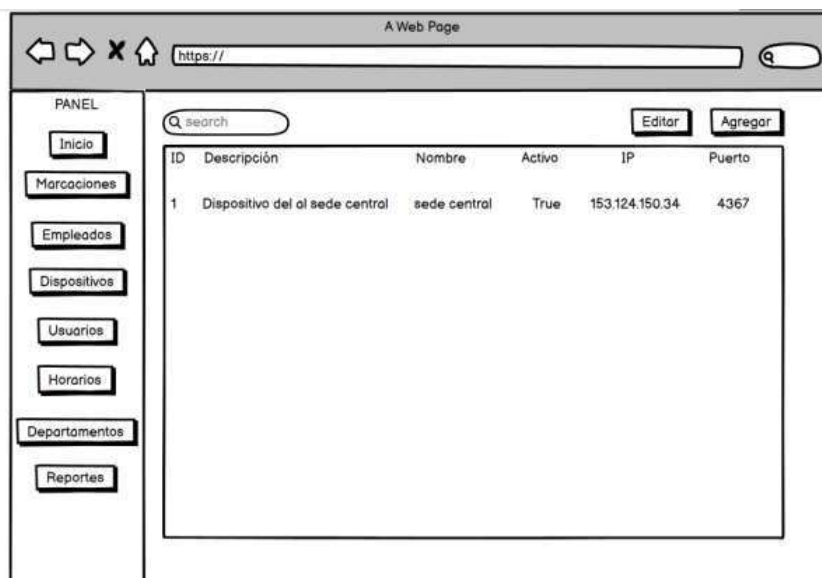 A Web Page
https://
PANEL
Inicio
Marcaciones
Empleados
Dispositivos
Usuarios
Horarios
Departamentos
Reportes
search
Editar
Agregar
ID Descripción Nombre Activo IP Puerto
1 Dispositivo del al sede central sede central True 153.124.150.34 4367